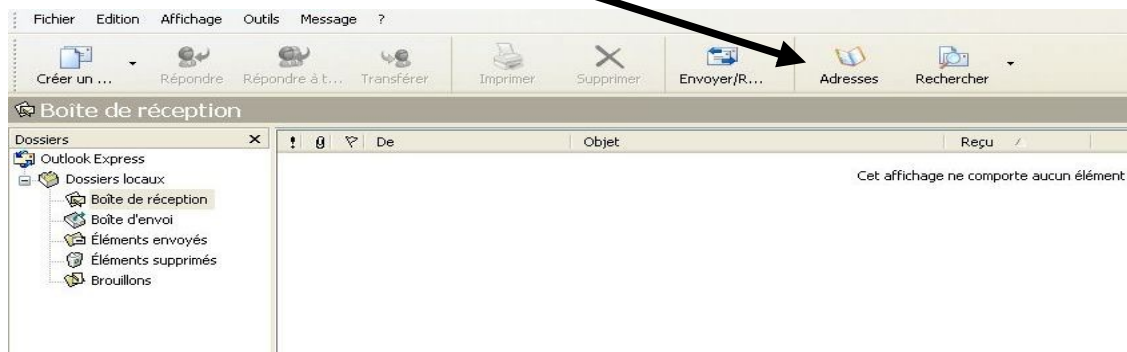 Fichier Edition Affichage Outils Message ?
Créer un ... Répondre Répondre à t... Transférer Imprimer Supprimer Envoyer/R... Adresses Rechercher
Boîte de réception
Dossiers
! De Objet Reçu
Outlook Express
Cet affichage ne comporte aucun élément
Dossiers locaux
Boîte de réception
Boîte d'envoi
Éléments envoyés
Éléments supprimés
Brouillons